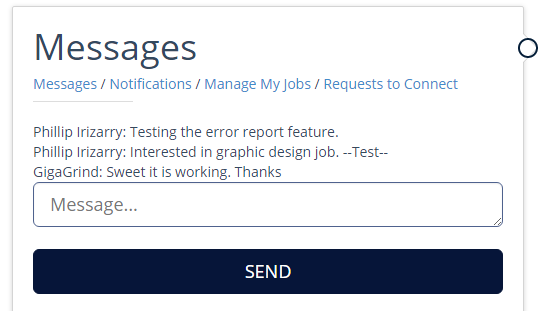 Messages
Messages / Notifications / Manage My Jobs / Requests to Connect
Phillip Irizarry: Testing the error report feature.
Phillip Irizarry: Interested in graphic design job. --Test--
GigaGrind: Sweet it is working. Thanks
Message...
SEND